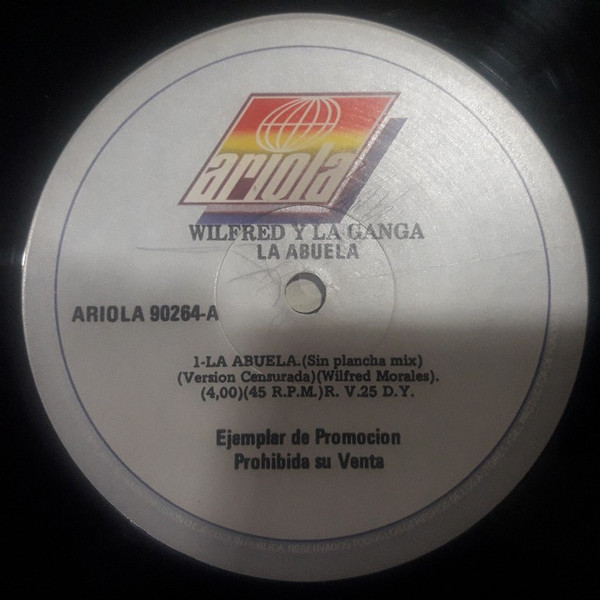 ariola
WILFRED Y LA GANGA
LA ABUELA
ARIOLA 90264-A
1-LA ABUELA.(Sin plancha mix)
(Version Censurada)(Wilfred Morales).
(4,00)(45 R.P.M.)R. V.25 D.Y.
Ejemplar de Promocion
Prohibida su Venta